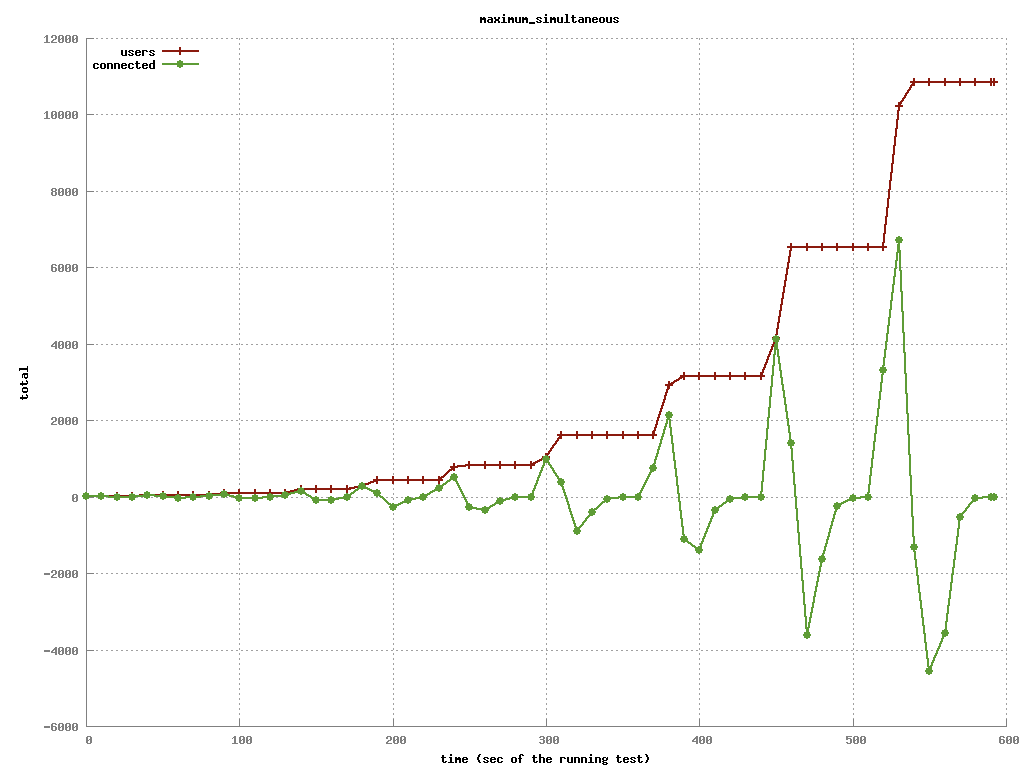 maximum_simultaneous
12000
users
connected
10000
8000
6000
4000
total
2000
0
-2000
-4000
-6000
0 100 200 300 400 500 600
time (sec of the running test)